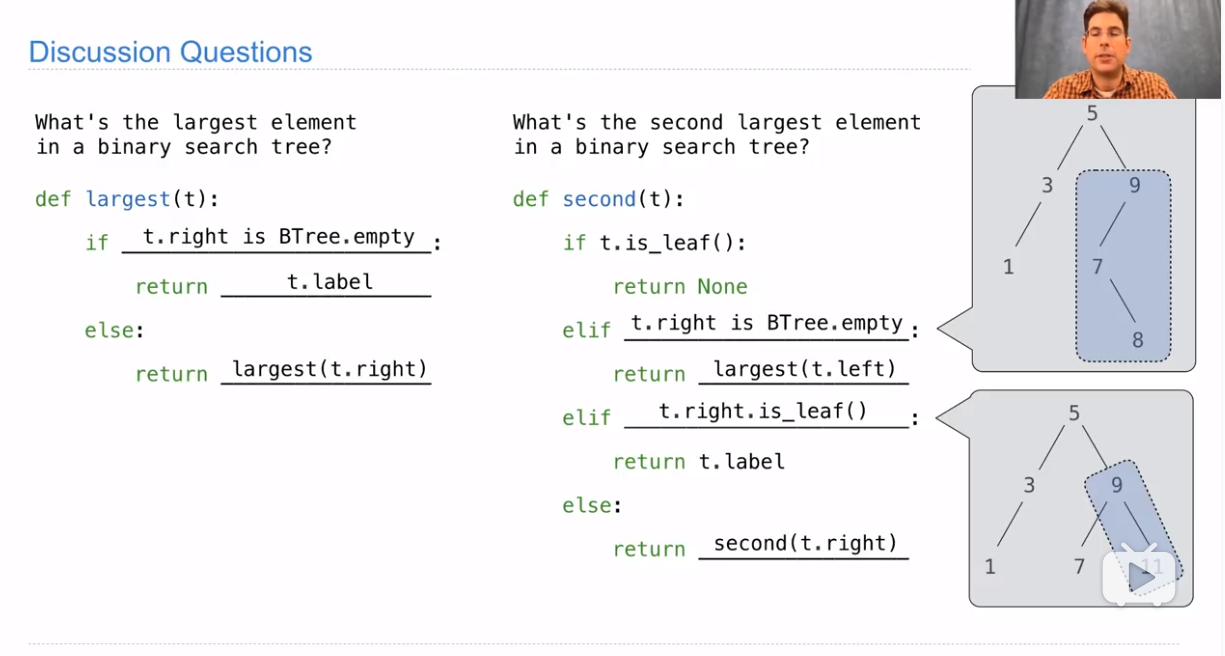 Discussion Questions
What's the largest element
in a binary search tree?
def largest(t):
if t.right is BTree.empty:
return t.label
else:
return largest(t.right)
What's the second largest element
in a binary search tree?
def second(t):
if t.is_leaf():
return None
elif t.right is BTree.empty:
return largest(t.left)
elif t.right.is_leaf():
return t.label
else:
return second(t.right)
5
3 9
1 7
8
5
3 9
1 7 11